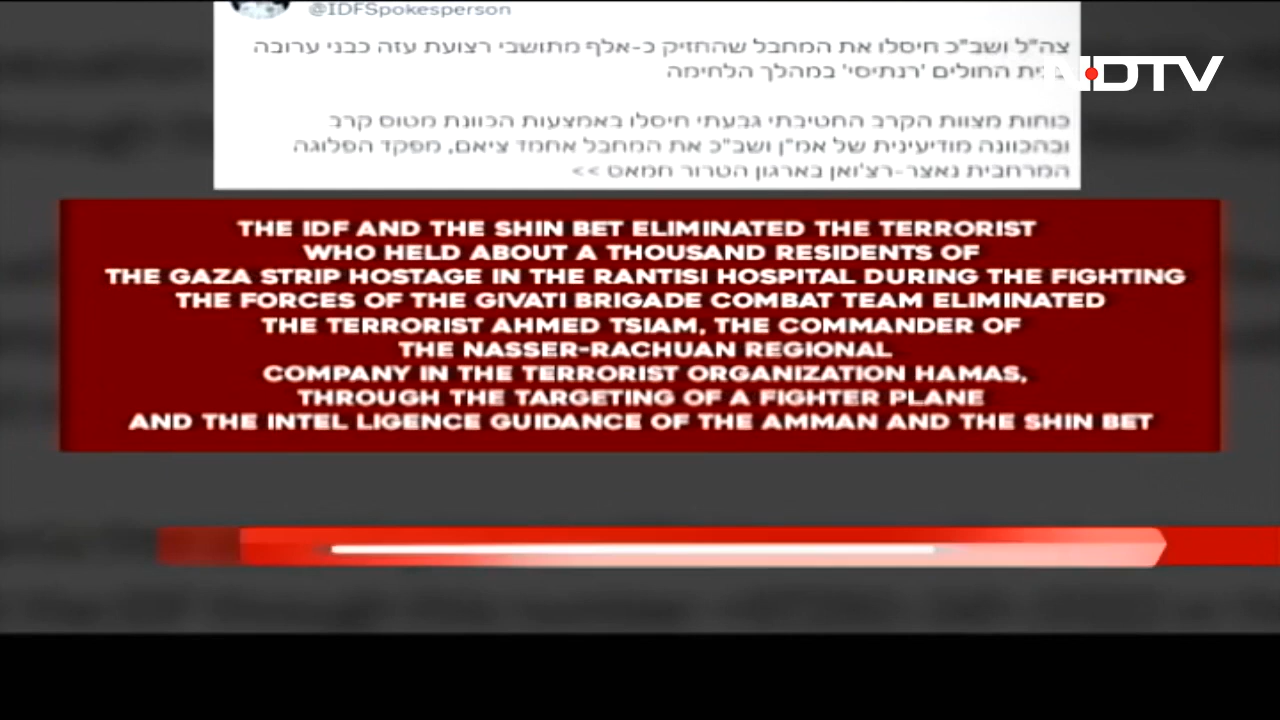 @IDFSpokesperson
צה"ל ושב"כ חיסלו את המחבל שהחזיק כ-אלף מתושבי רצועת עזה כבני ערובה
בבית החולים 'רנתיסי' במהלך הלחימה
NDTV
כוחות מצוות הקרב החטיבתי גבעתי חיסלו באמצעות הכוונת מטוס קרב
ובהכוונה מודיעינית של אמ"ן ושב"כ את המחבל אחמד ציאם, מפקד הפלוגה
המרחבית נאצר-רצ'ואן בארגון הטרור חמאס >>
THE IDF AND THE SHIN BET ELIMINATED THE TERRORIST
WHO HELD ABOUT A THOUSAND RESIDENTS OF
THE GAZA STRIP HOSTAGE IN THE RANTISI HOSPITAL DURING THE FIGHTING
THE FORCES OF THE GIVATI BRIGADE COMBAT TEAM ELIMINATED
THE TERRORIST AHMED TSIAM, THE COMMANDER OF
THE NASSER-RACHUAN REGIONAL
COMPANY IN THE TERRORIST ORGANIZATION HAMAS,
THROUGH THE TARGETING OF A FIGHTER PLANE
AND THE INTEL LIGENCE GUIDANCE OF THE AMMAN AND THE SHIN BET